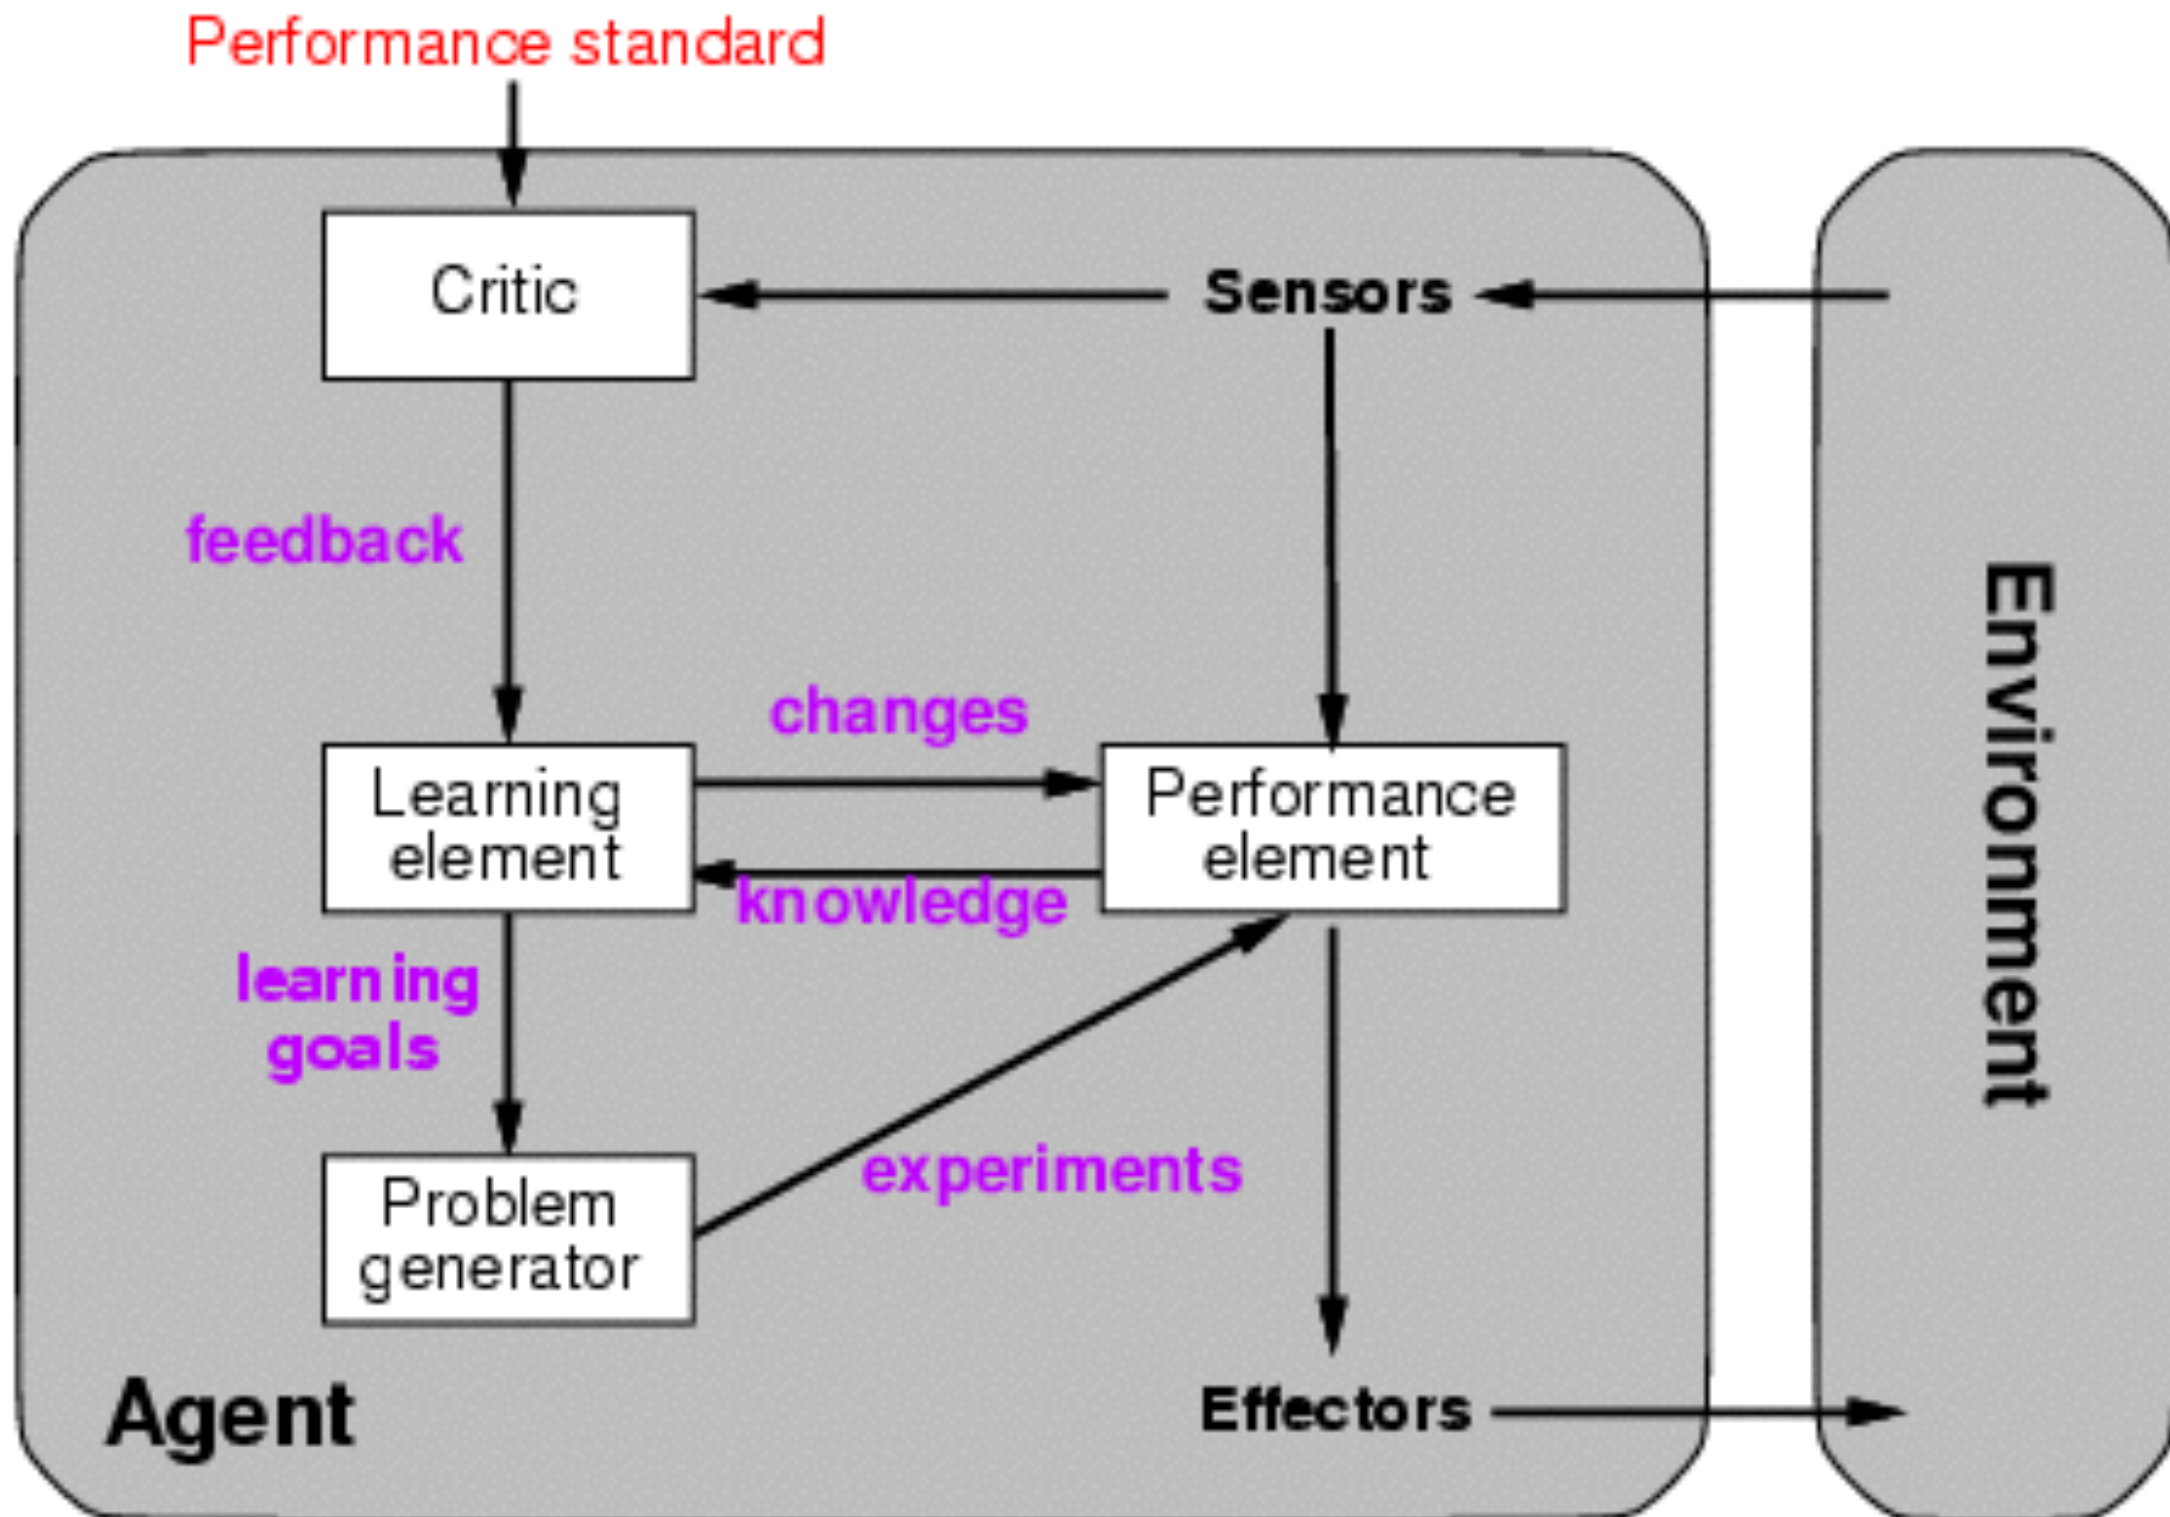 Performance standard
Critic
Sensors
feedback
changes
Learning
element
Performance
element
knowledge
learning
goals
experiments
Problem
generator
Agent
Effectors
Environment